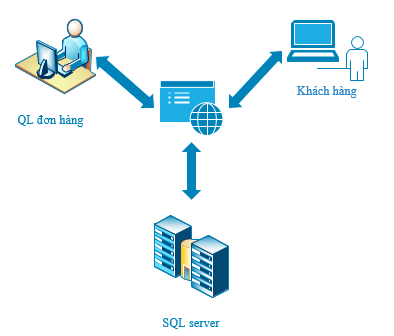 Khách hàng
QL đơn hàng
SQL server